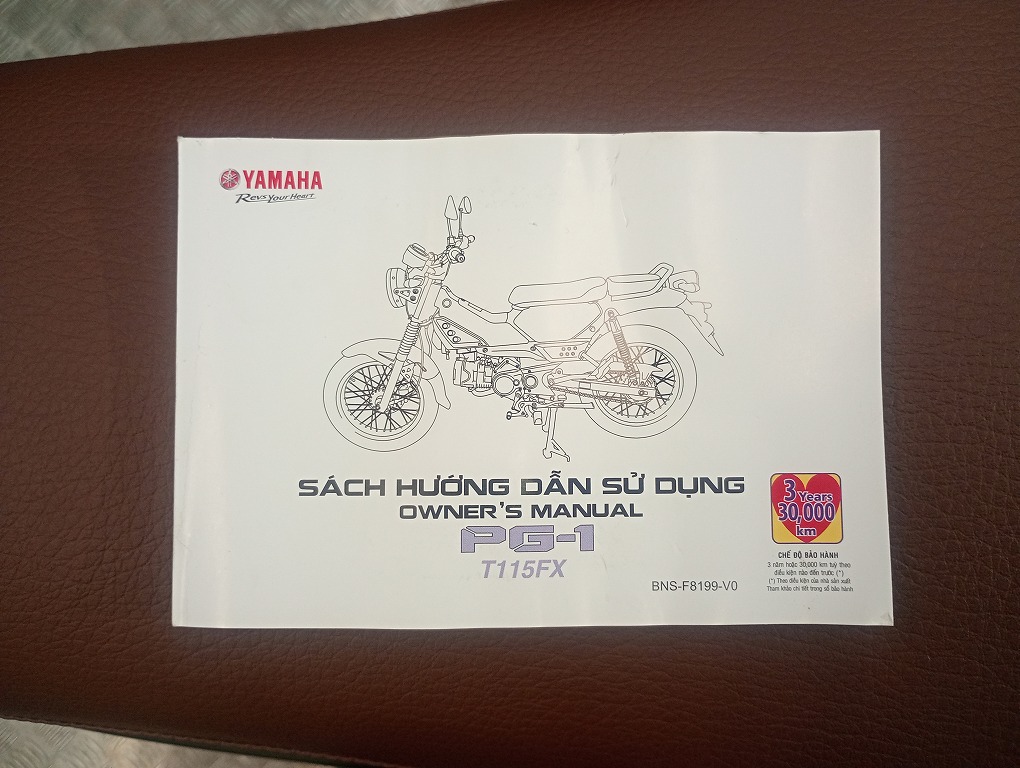 YAMAHA
Revs Your Heart
SÁCH HƯỚNG DẪN SỬ DỤNG
OWNER'S MANUAL
PG-1
T115FX
BNS-F8199-V0
3 Years
30,000
km
CHẾ ĐỘ BẢO HÀNH
3 năm hoặc 30,000 km tuỳ theo
điều kiện nào đến trước (*)
(*) Theo điều kiện của nhà sản xuất
Tham khảo chi tiết trong sổ bảo hành